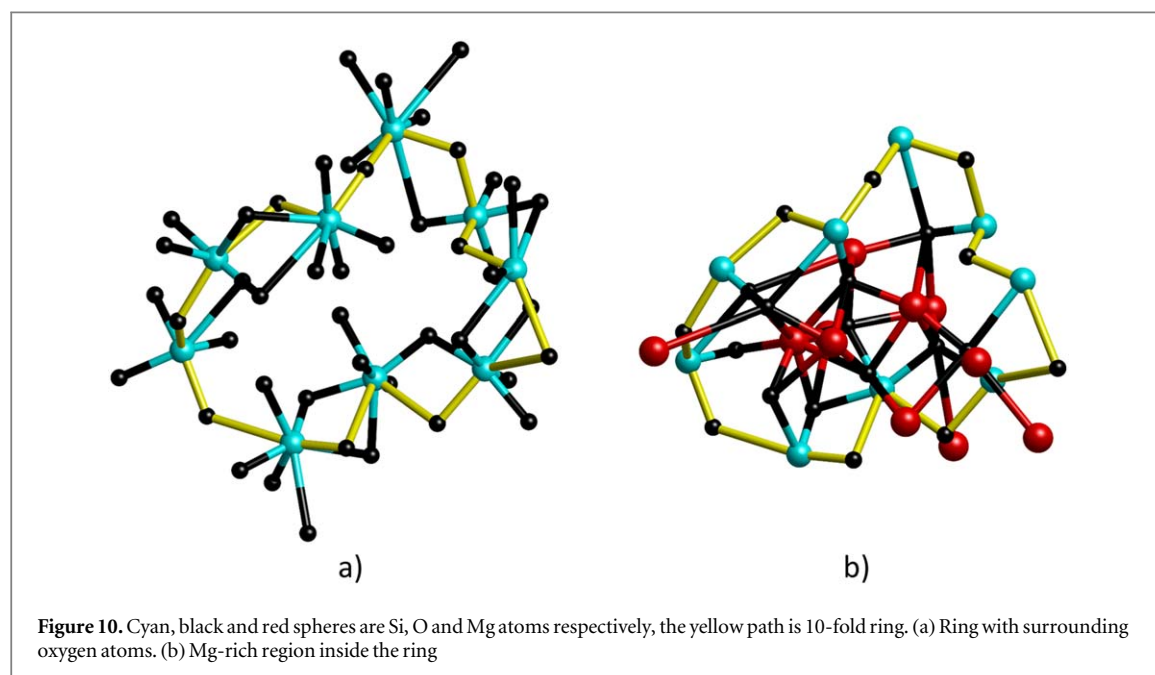 a)
b)
Figure 10. Cyan, black and red spheres are Si, O and Mg atoms respectively, the yellow path is 10-fold ring. (a) Ring with surrounding
oxygen atoms. (b) Mg-rich region inside the ring